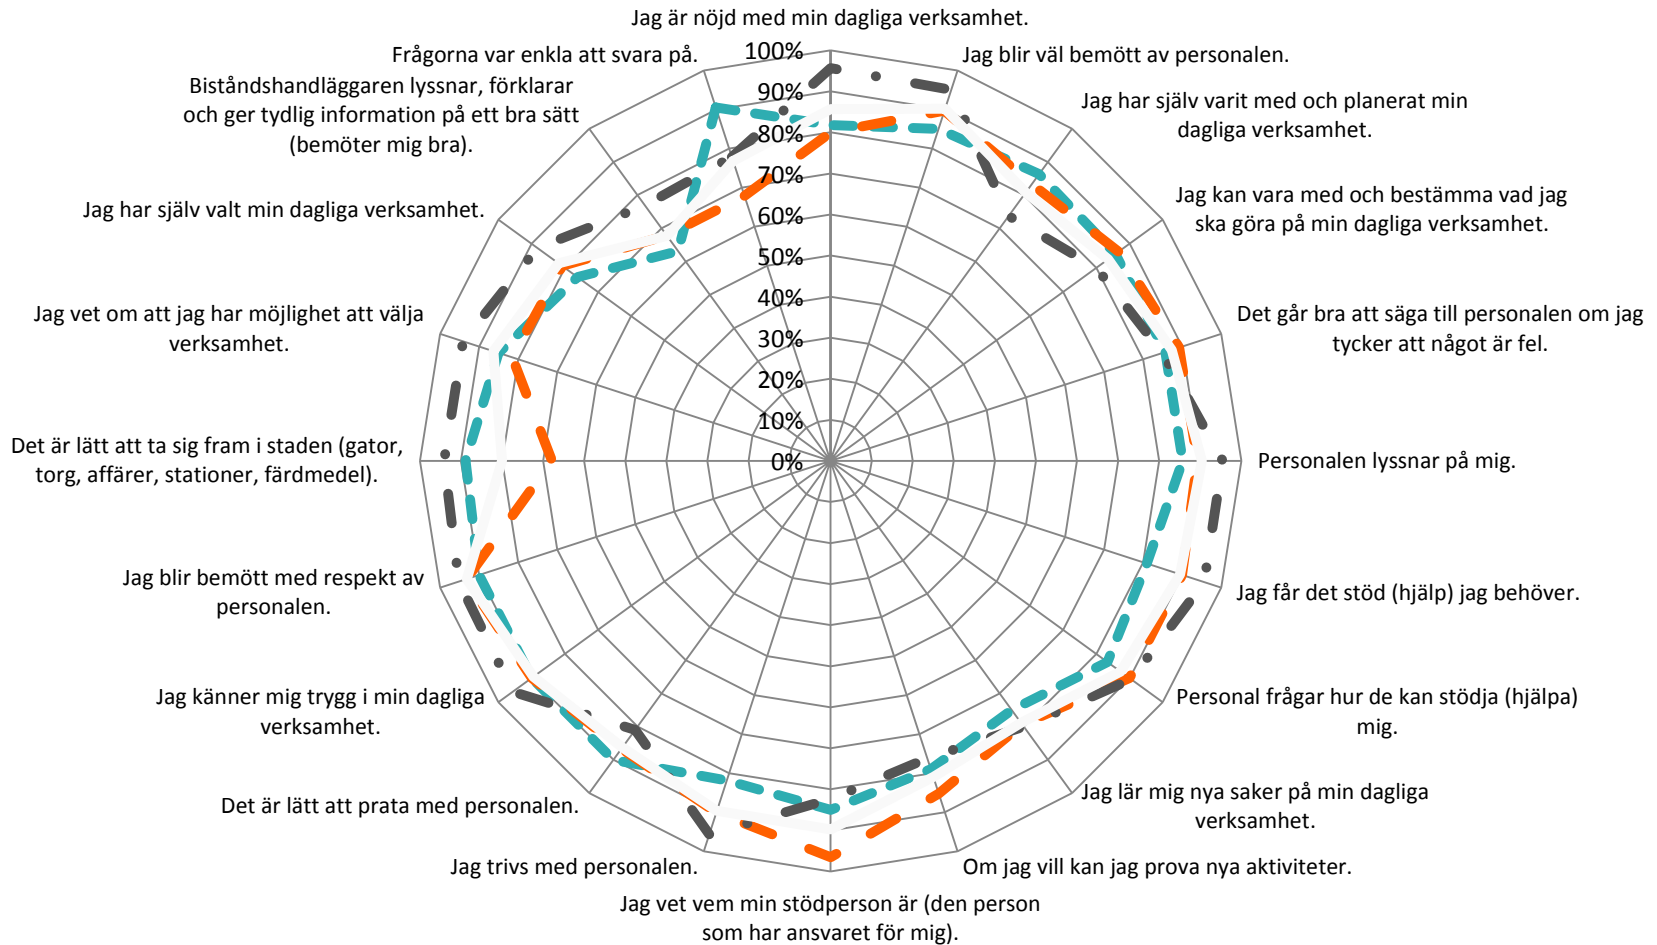 Jag är nöjd med min dagliga verksamhet.
Jag blir väl bemött av personalen.
Jag har själv varit med och planerat min
dagliga verksamhet.
Jag kan vara med och bestämma vad jag
ska göra på min dagliga verksamhet.
Det går bra att säga till personalen om jag
tycker att något är fel.
Personalen lyssnar på mig.
Jag får det stöd (hjälp) jag behöver.
Personal frågar hur de kan stödja (hjälpa)
mig.
Jag lär mig nya saker på min dagliga
verksamhet.
Om jag vill kan jag prova nya aktiviteter.
Jag vet vem min stödperson är (den person
som har ansvaret för mig).
Jag trivs med personalen.
Det är lätt att prata med personalen.
Jag känner mig trygg i min dagliga
verksamhet.
Jag blir bemött med respekt av
personalen.
Det är lätt att ta sig fram i staden (gator,
torg, affärer, stationer, färdmedel).
Jag vet om att jag har möjlighet att välja
verksamhet.
Jag har själv valt min dagliga verksamhet.
Biståndshandläggaren lyssnar, förklarar
och ger tydlig information på ett bra sätt
(bemöter mig bra).
Frågorna var enkla att svara på.
100%
90%
80%
70%
60%
50%
40%
30%
20%
10%
0%